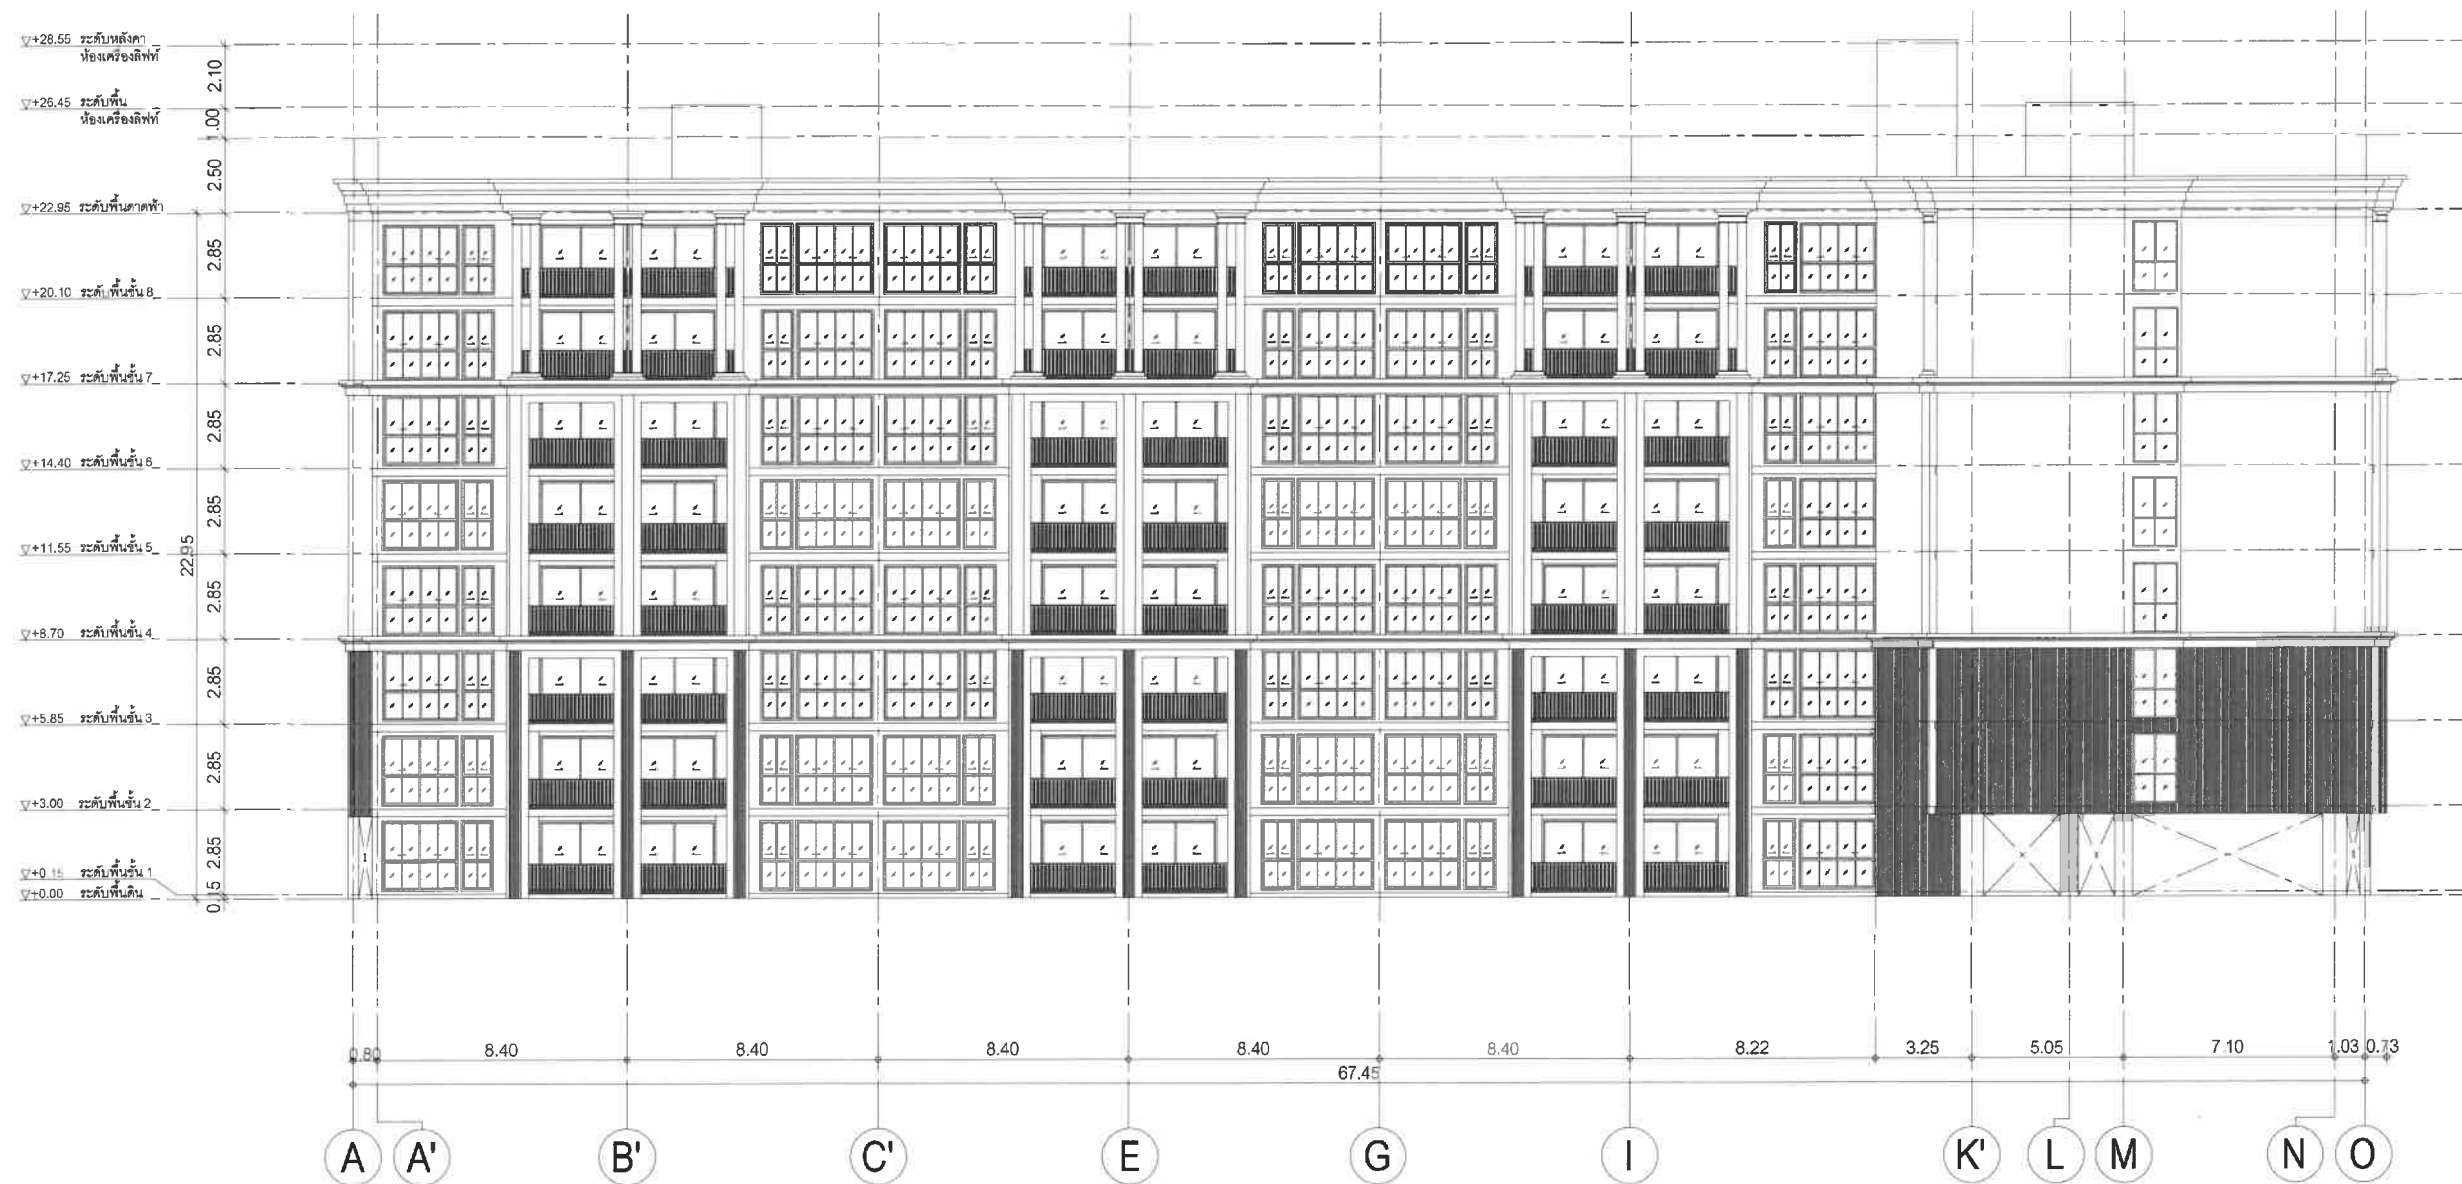 +28.55 ระดับหลังคา
ห้องเครื่องลิฟท์
2.10
+26.45 ระดับพื้น
ห้องเครื่องลิฟท์
1.00
2.50
+22.95 ระดับพื้นดาดฟ้า
2.85
+20.10 ระดับพื้นชั้น 8
2.85
+17.25 ระดับพื้นชั้น 7
2.85
+14.40 ระดับพื้นชั้น 6
2.85
+11.55 ระดับพื้นชั้น 5
22.95
2.85
+8.70 ระดับพื้นชั้น 4
2.85
+5.85 ระดับพื้นชั้น 3
2.85
+3.00 ระดับพื้นชั้น 2
2.85
+0.15 ระดับพื้นชั้น 1
+0.00 ระดับพื้นดิน
0.80 8.40 8.40 8.40 8.40 8.40 8.22 3.25 5.05 7.10 1.03 0.73
67.45
A A' B' C' E G I K' L M N O